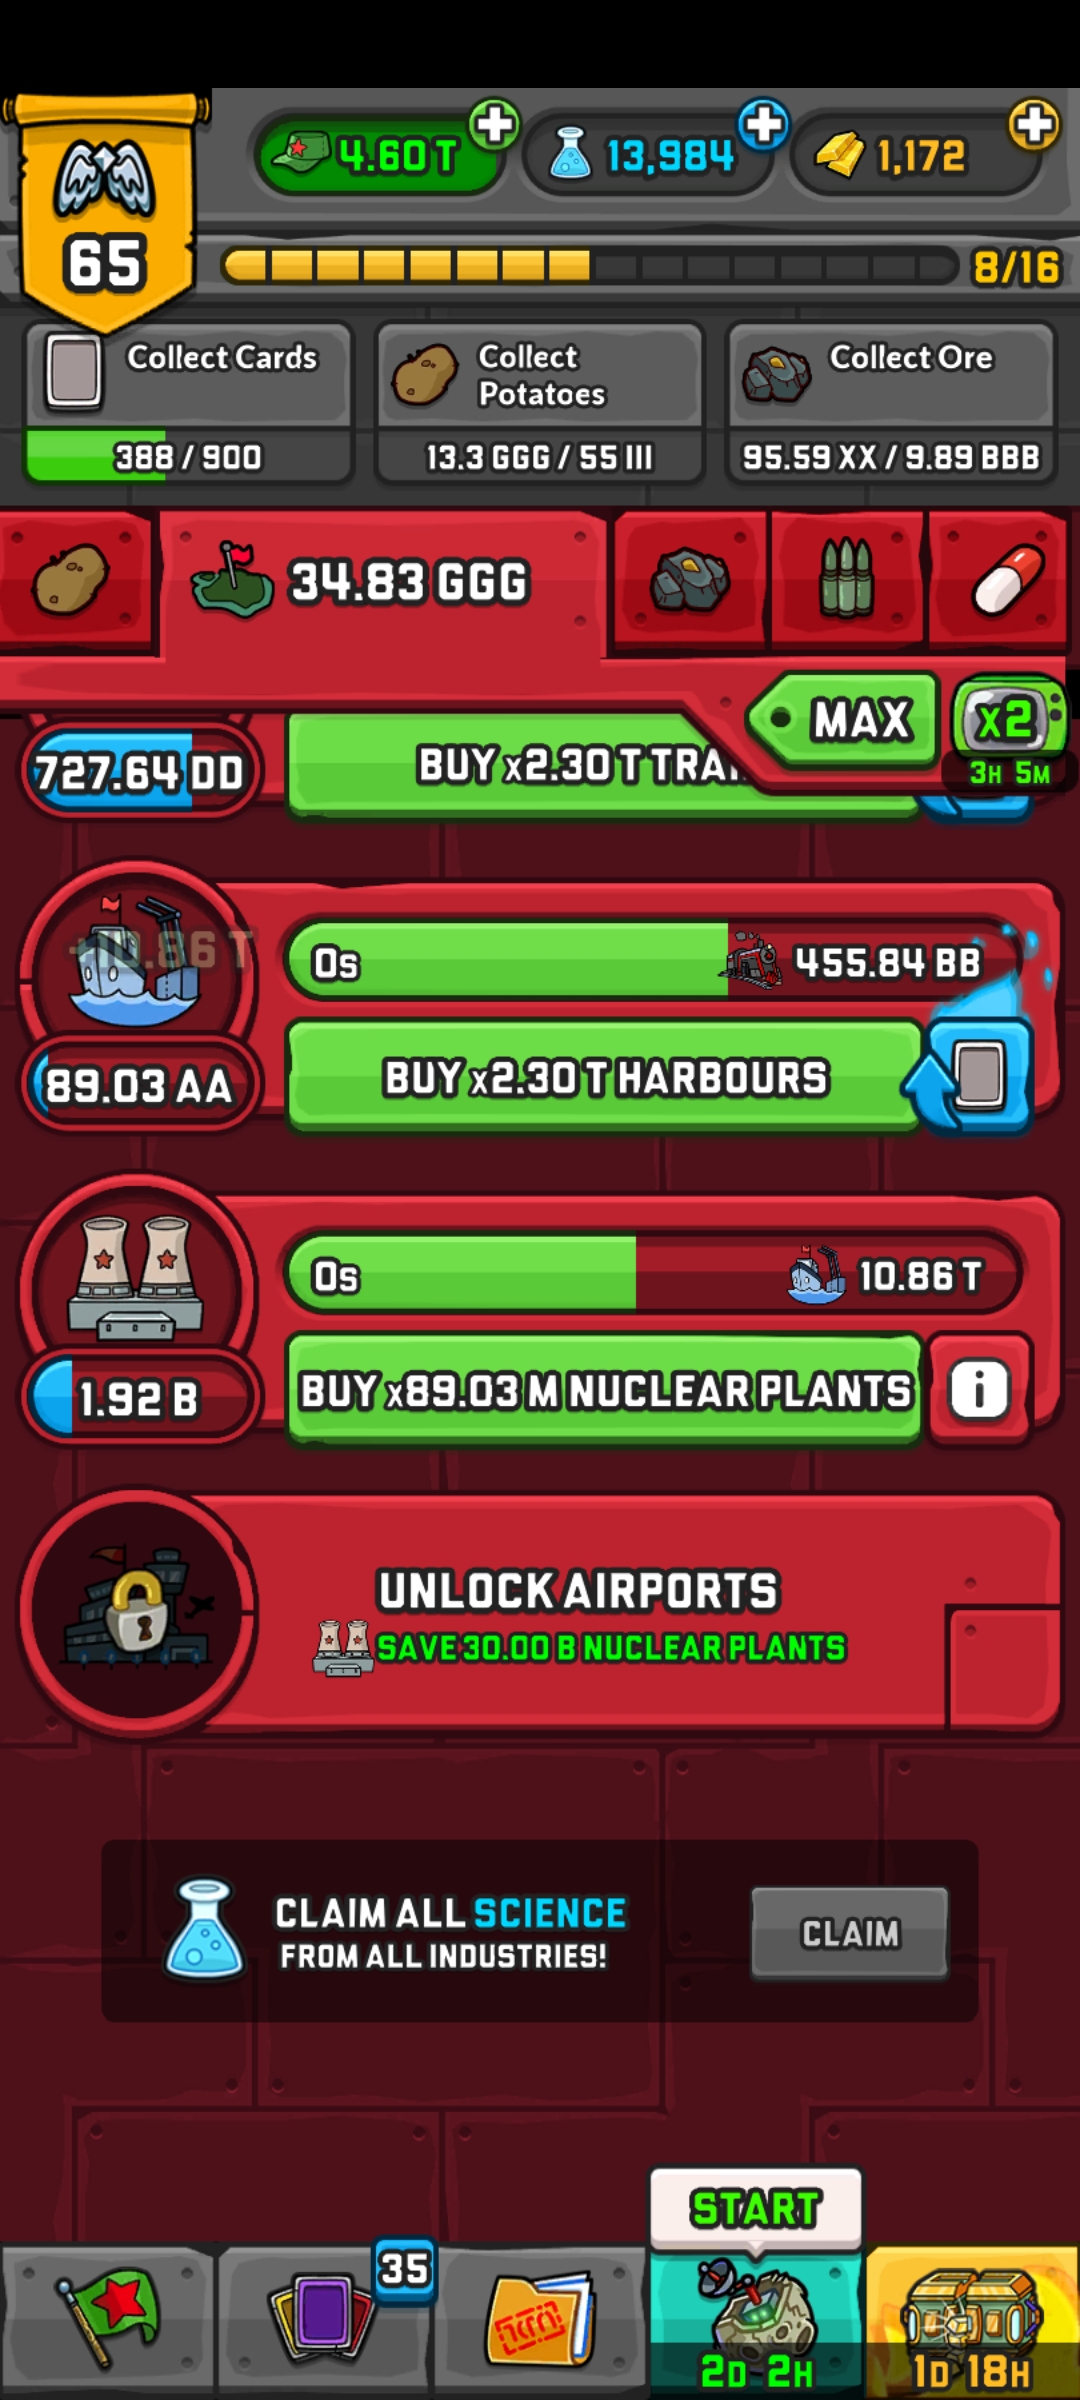 4.60 T
13,984
1,172
65
8/16
Collect Cards
388 / 900
Collect
Potatoes
13.3 GGG / 55 III
Collect Ore
95.59 XX / 9.89 BBB
34.83 GGG
MAX
x2
3H 5M
727.64 DD
BUY x2.30 T
+10.86 T
0s
455.84 BB
89.03 AA
BUY x2.30 T HARBOURS
0s
10.86 T
1.92 B
BUY x89.03 M NUCLEAR PLANTS
i
UNLOCK AIRPORTS
SAVE 30.00 B NUCLEAR PLANTS
CLAIM ALL SCIENCE
FROM ALL INDUSTRIES!
CLAIM
START
35
2D 2H
1D 18H